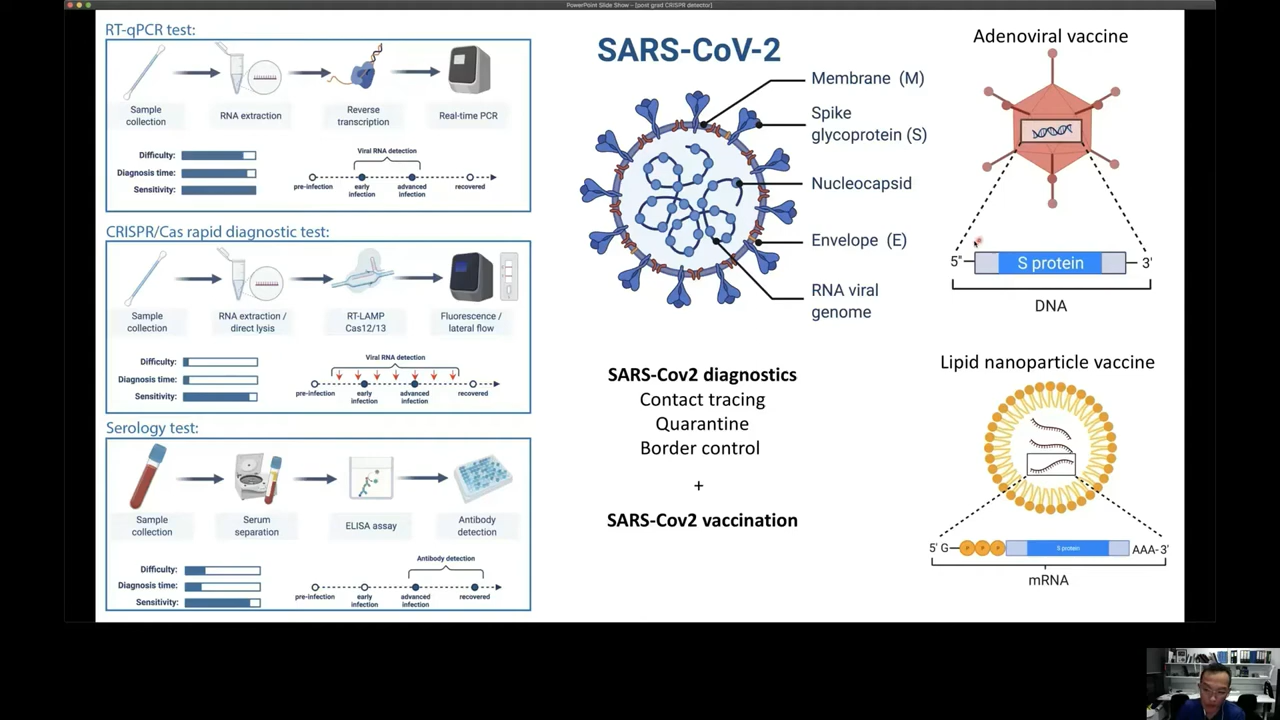 PowerPoint Slide Show - [post grad CRISPR detector]
RT-qPCR test:
Sample
collection
RNA extraction
Reverse
transcription
Real-time PCR
Difficulty:
Diagnosis time:
Sensitivity:
Viral RNA detection
pre-infection
early
infection
advanced
infection
recovered
CRISPR/Cas rapid diagnostic test:
Sample
collection
RNA extraction /
direct lysis
RT-LAMP
Cas12/13
Fluorescence /
lateral flow
Difficulty:
Diagnosis time:
Sensitivity:
Viral RNA detection
pre-infection
early
infection
advanced
infection
recovered
Serology test:
Sample
collection
Serum
separation
ELISA assay
Antibody
detection
Difficulty:
Diagnosis time:
Sensitivity:
Antibody detection
pre-infection
early
infection
advanced
infection
recovered
SARS-CoV-2
Membrane (M)
Spike
glycoprotein (S)
Nucleocapsid
Envelope (E)
RNA viral
genome
SARS-Cov2 diagnostics
Contact tracing
Quarantine
Border control
+
SARS-Cov2 vaccination
Adenoviral vaccine
5" S protein 3'
DNA
Lipid nanoparticle vaccine
5' G P P P S protein AAA-3'
mRNA